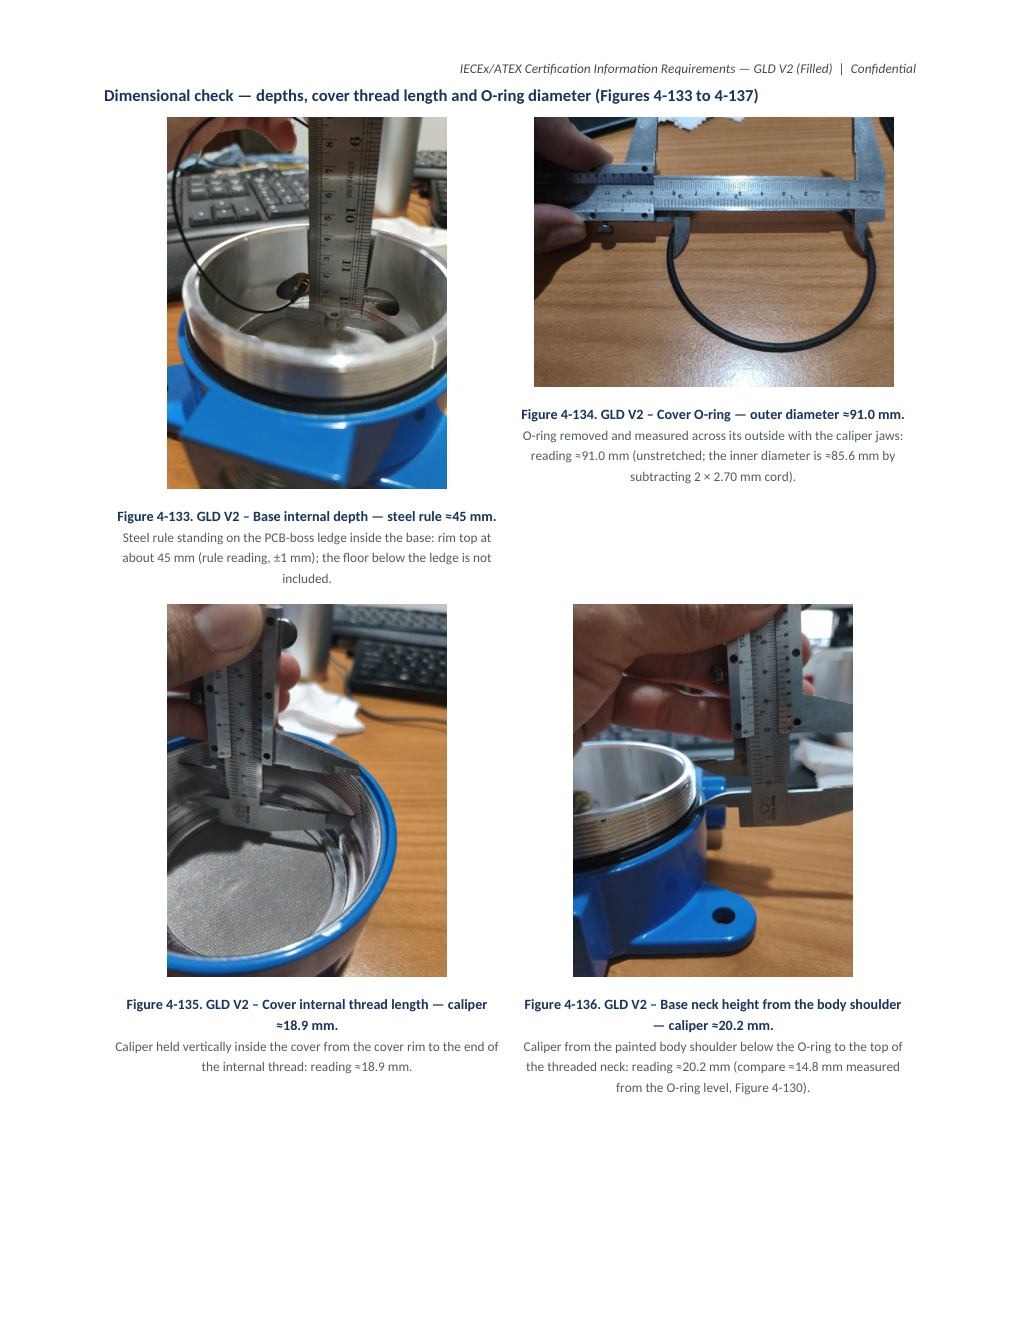 IECEx/ATEX Certification Information Requirements — GLD V2 (Filled) | Confidential
Dimensional check — depths, cover thread length and O-ring diameter (Figures 4-133 to 4-137)
Figure 4-134. GLD V2 – Cover O-ring — outer diameter ≈91.0 mm.
O-ring removed and measured across its outside with the caliper jaws:
reading ≈91.0 mm (unstretched; the inner diameter is ≈85.6 mm by
subtracting 2 × 2.70 mm cord).
Figure 4-133. GLD V2 – Base internal depth — steel rule ≈45 mm.
Steel rule standing on the PCB-boss ledge inside the base: rim top at
about 45 mm (rule reading, ±1 mm); the floor below the ledge is not
included.
Figure 4-135. GLD V2 – Cover internal thread length — caliper
≈18.9 mm.
Caliper held vertically inside the cover from the cover rim to the end of
the internal thread: reading ≈18.9 mm.
Figure 4-136. GLD V2 – Base neck height from the body shoulder
— caliper ≈20.2 mm.
Caliper from the painted body shoulder below the O-ring to the top of
the threaded neck: reading ≈20.2 mm (compare ≈14.8 mm measured
from the O-ring level, Figure 4-130).